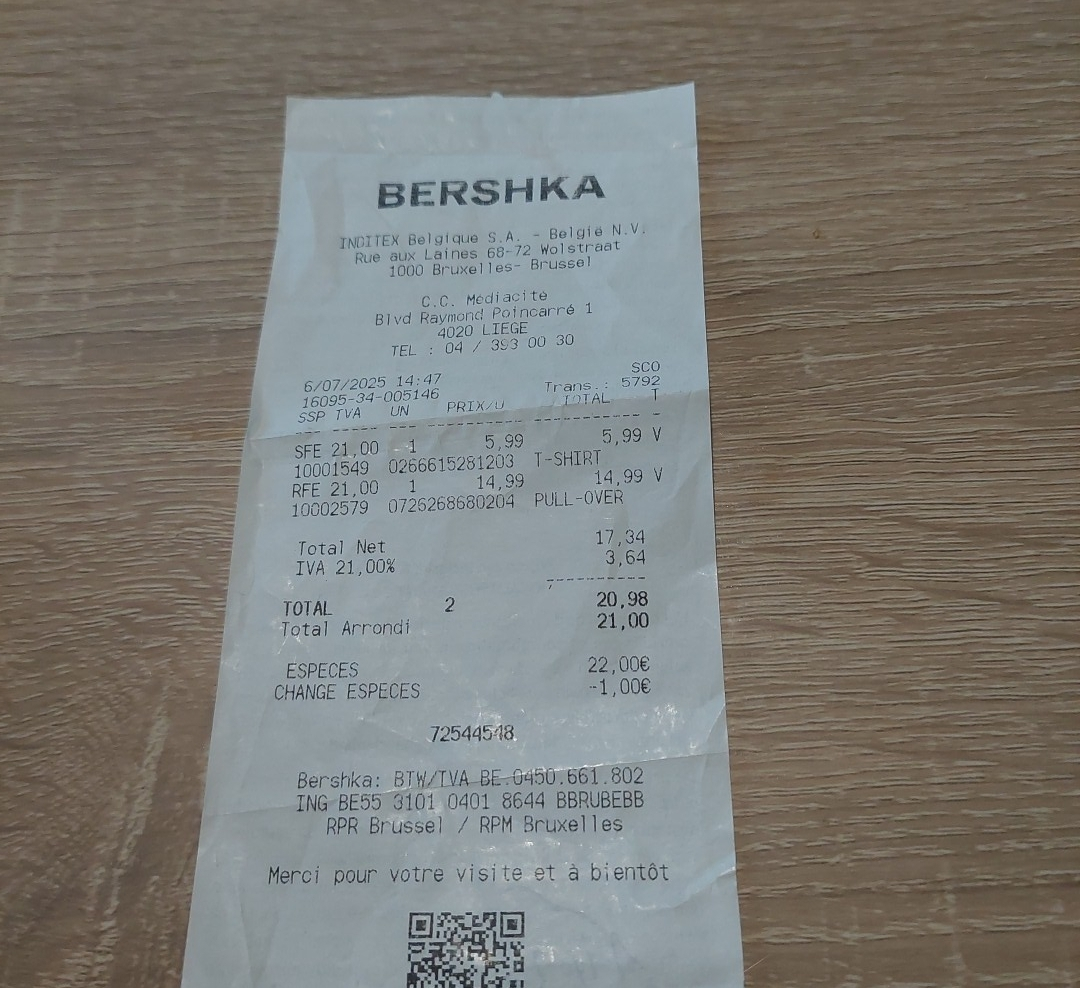 BERSHKA
INDITEX Belgique S.A. - België N.V.
Rue aux Laines 68-72 Wolstraat
1000 Bruxelles- Brussel
C.C. Médiacité
Blvd Raymond Poincarré 1
4020 LIEGE
TEL : 04 / 393 00 30
SCO
6/07/2025 14:47 Trans.: 5792
16095-34-005146
SSP TVA UN PRIX/U TOTAL T
SFE 21,00 1 5,99 5,99 V
10001549 0266615281203 T-SHIRT
RFE 21,00 1 14,99 14,99 V
10002579 0726268680204 PULL-OVER
Total Net 17,34
IVA 21,00% 3,64
TOTAL 2 20,98
Total Arrondi 21,00
ESPECES 22,00€
CHANGE ESPECES -1,00€
72544548
Bershka: BTW/TVA BE.0450.661.802
ING BE55 3101 0401 8644 BBRUBEBB
RPR Brussel / RPM Bruxelles
Merci pour votre visite et à bientôt